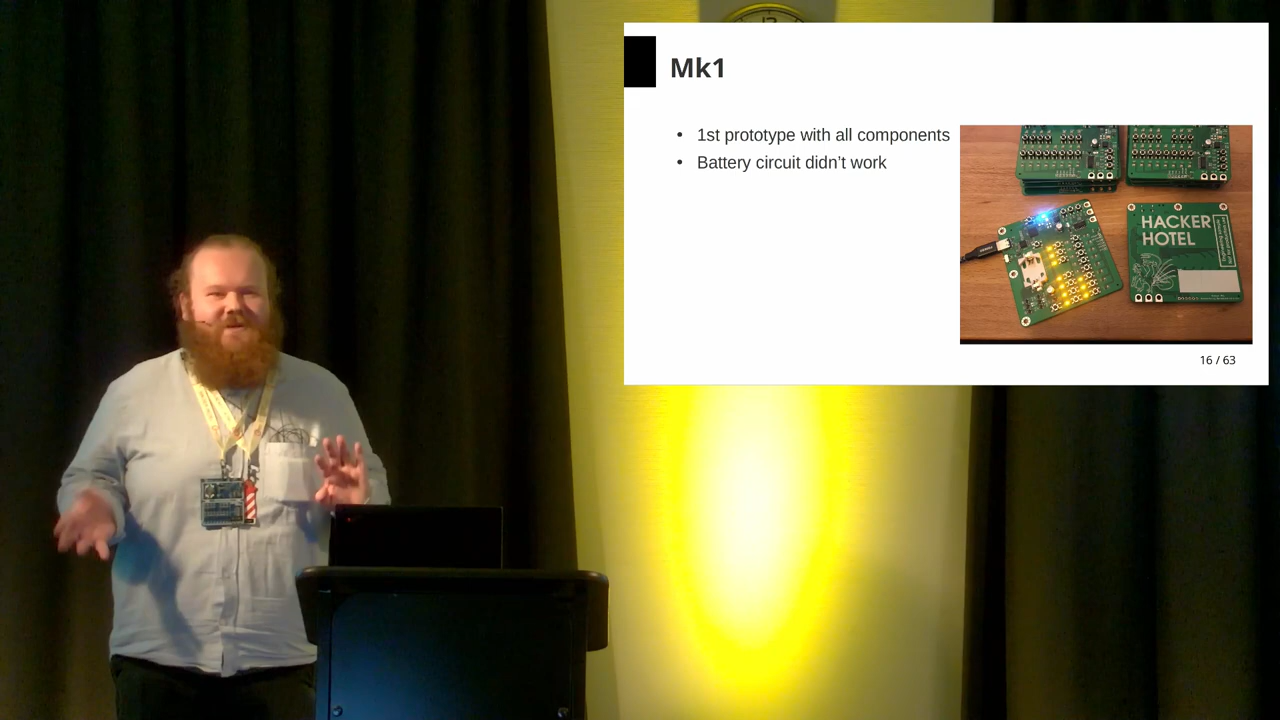 Mk1
• 1st prototype with all components
• Battery circuit didn’t work
HACKER
HOTEL
16 / 63